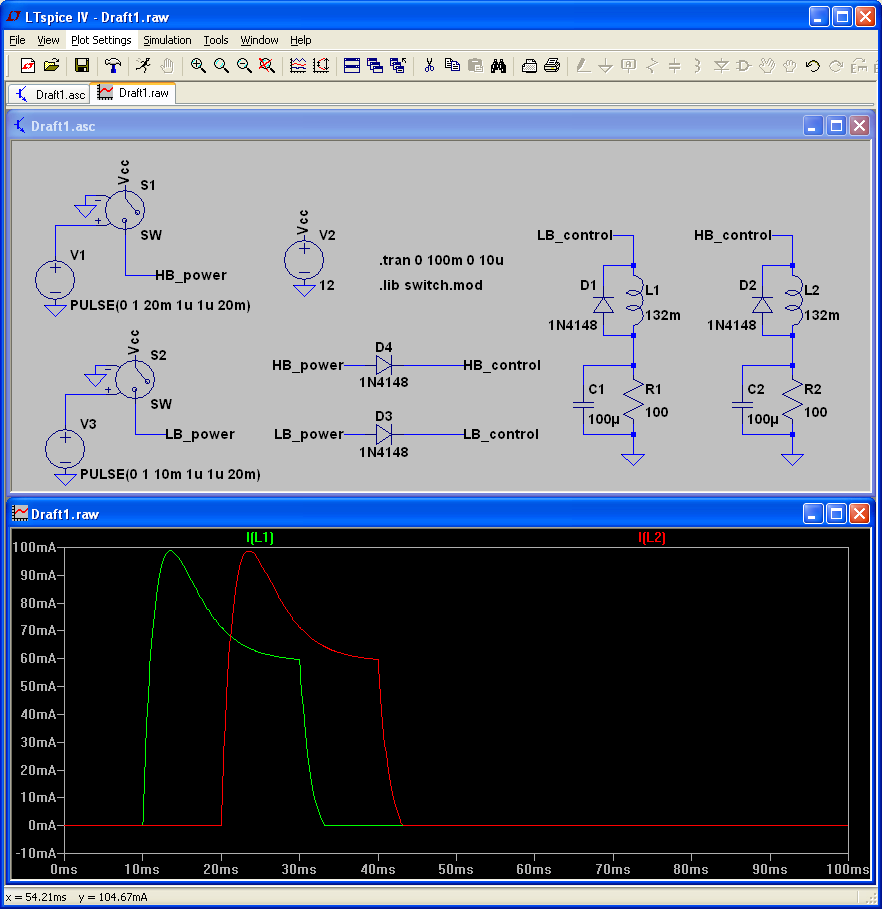 LTspice IV - Draft1.raw
File View Plot Settings Simulation Tools Window Help
Draft1.asc Draft1.raw
Draft1.asc
Vcc
S1
SW
V1
HB_power
PULSE(0 1 20m 1u 1u 20m)
Vcc
V2
12
.tran 0 100m 0 10u
.lib switch.mod
Vcc
S2
SW
V3
LB_power
PULSE(0 1 10m 1u 1u 20m)
D4
HB_power HB_control
1N4148
D3
LB_power LB_control
1N4148
LB_control
D1
L1
132m
1N4148
C1
R1
100µ
100
HB_control
D2
L2
132m
1N4148
C2
R2
100µ
100
Draft1.raw
I(L1) I(L2)
100mA
90mA
80mA
70mA
60mA
50mA
40mA
30mA
20mA
10mA
0mA
-10mA
0ms 10ms 20ms 30ms 40ms 50ms 60ms 70ms 80ms 90ms 100ms
x = 54.21ms y = 104.67mA